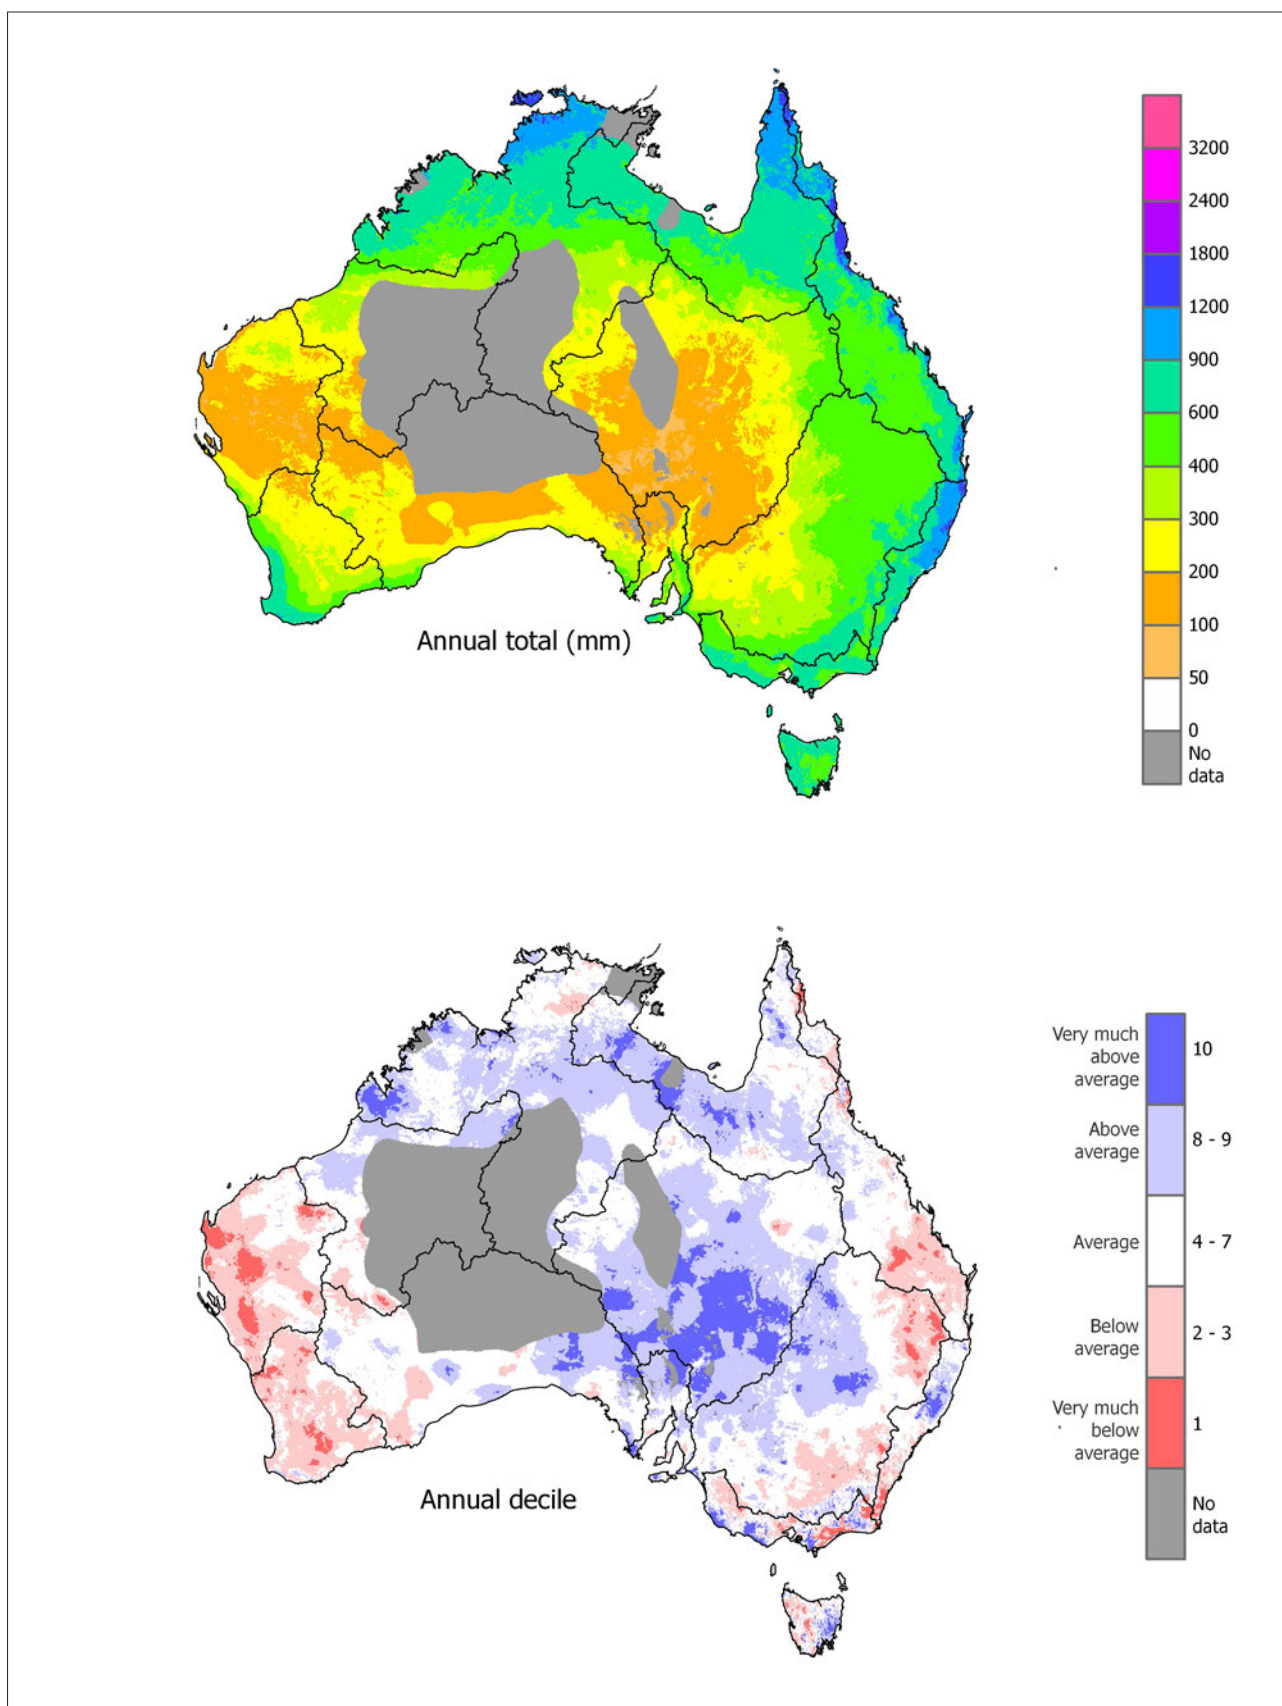 3200
2400
1800
1200
900
600
400
300
200
100
50
0
No
data
Annual total (mm)
Very much
above
average
10
Above
average
8 - 9
Average
4 - 7
Below
average
2 - 3
Very much
below
average
1
No
data
Annual decile